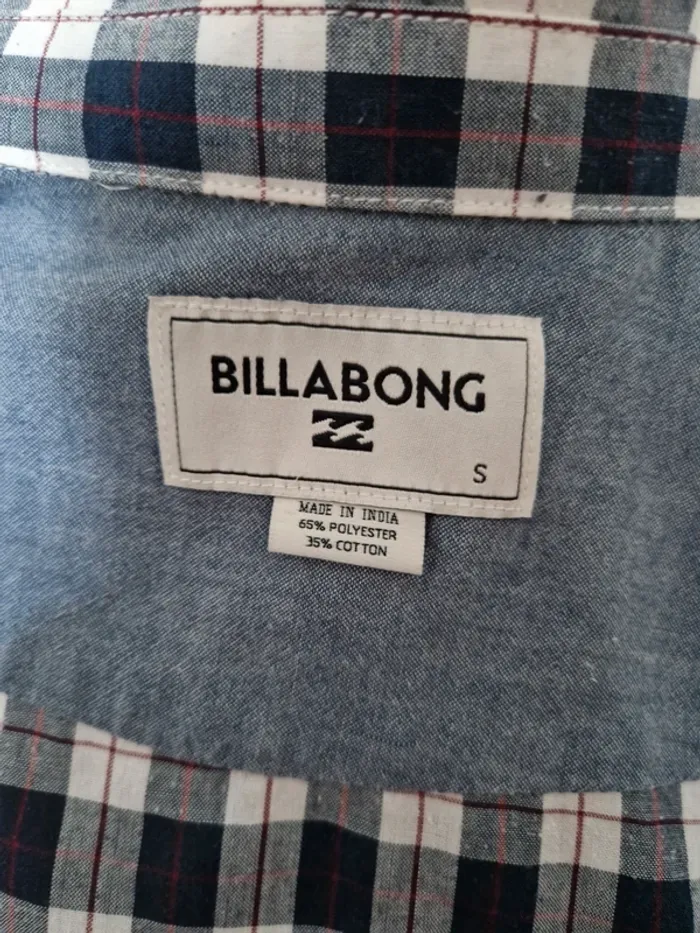 BILLABONG
S
MADE IN INDIA
65% POLYESTER
35% COTTON